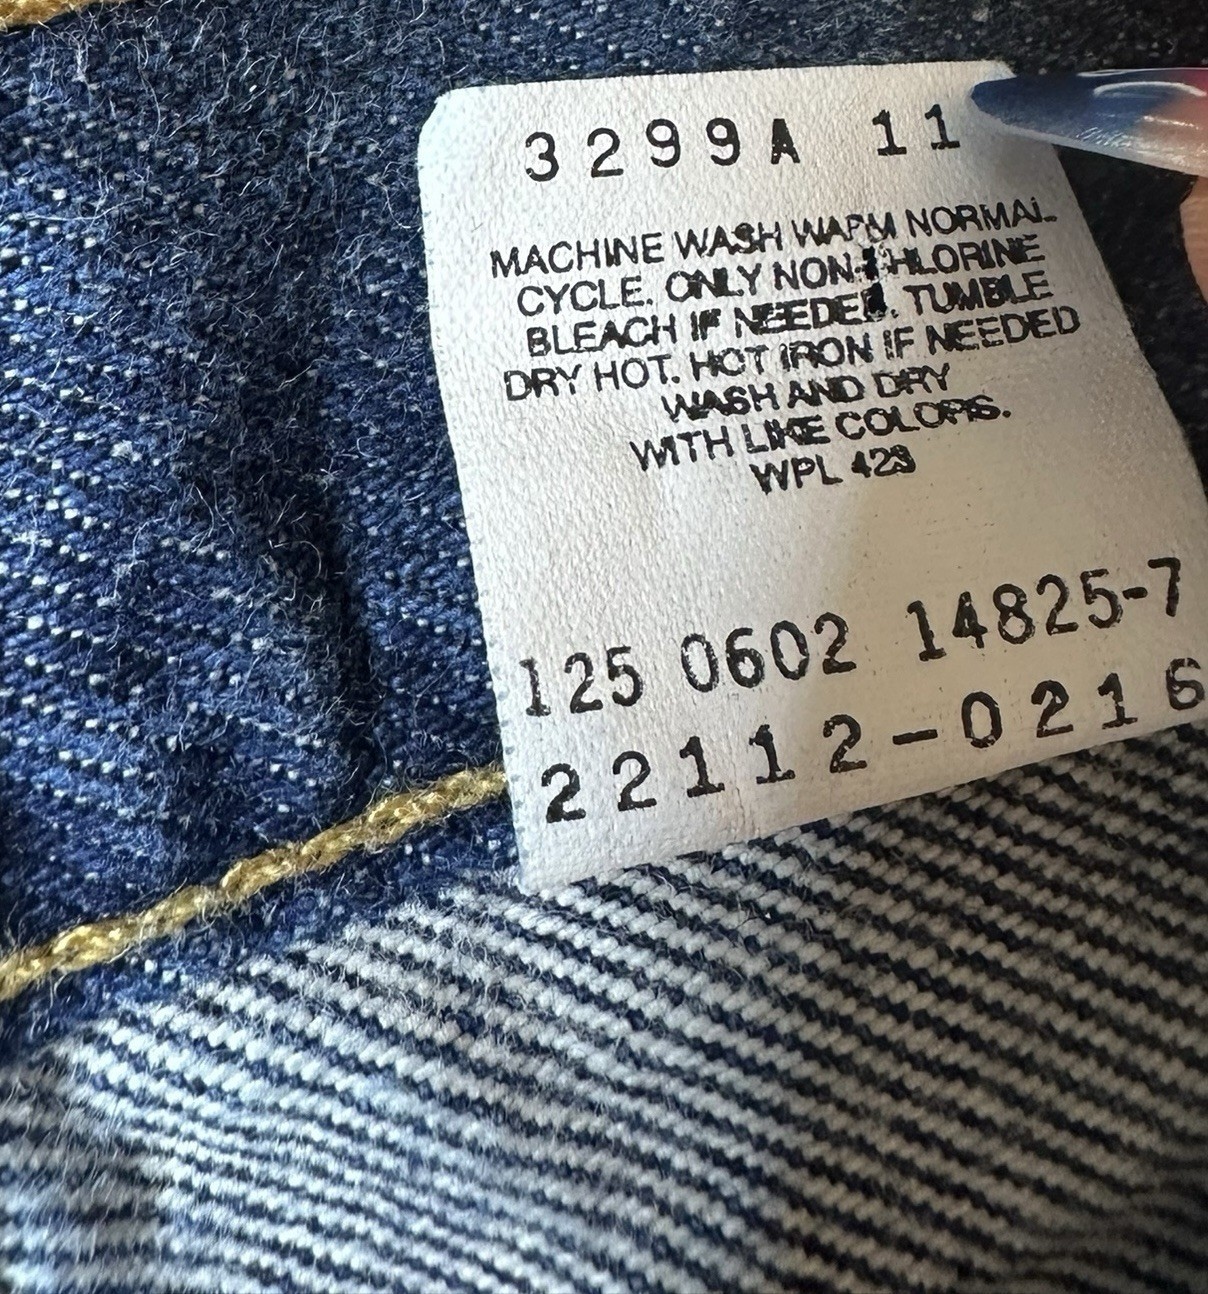 3299A 11
MACHINE WASH WARM NORMAL
CYCLE. ONLY NON-CHLORINE
BLEACH IF NEEDED. TUMBLE
DRY HOT. HOT IRON IF NEEDED
WASH AND DRY
WITH LIKE COLORS.
WPL 423
125 0602 14825-7
22112-0216